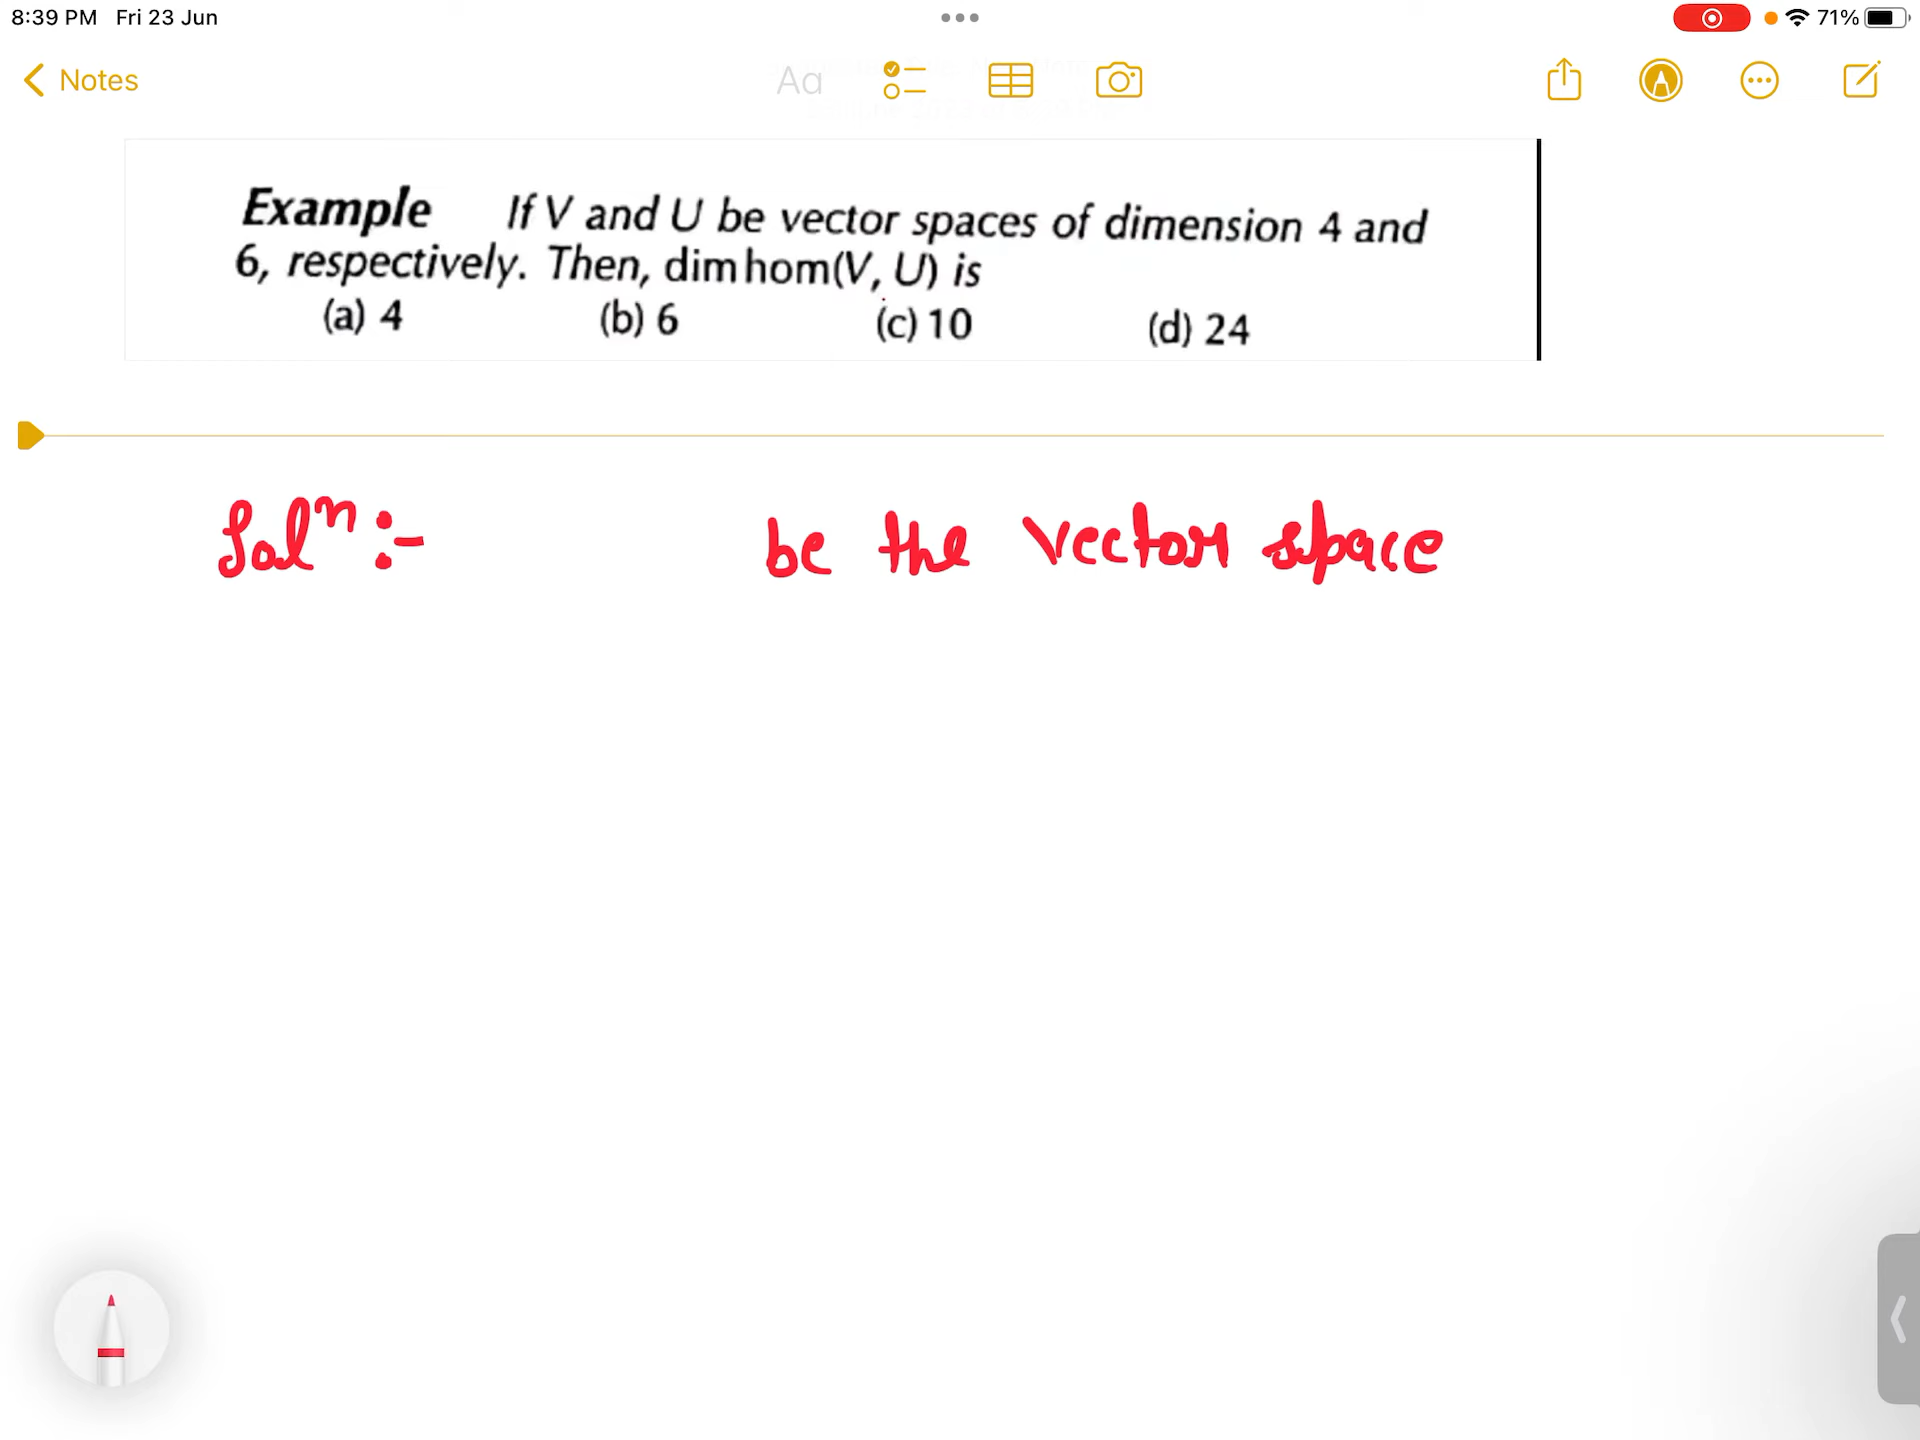 8:39 PM Fri 23 Jun
71%
Notes
Aa
Example If V and U be vector spaces of dimension 4 and
6, respectively. Then, dim hom(V, U) is
(a) 4 (b) 6 (c) 10 (d) 24
Solⁿ :- be the vector space